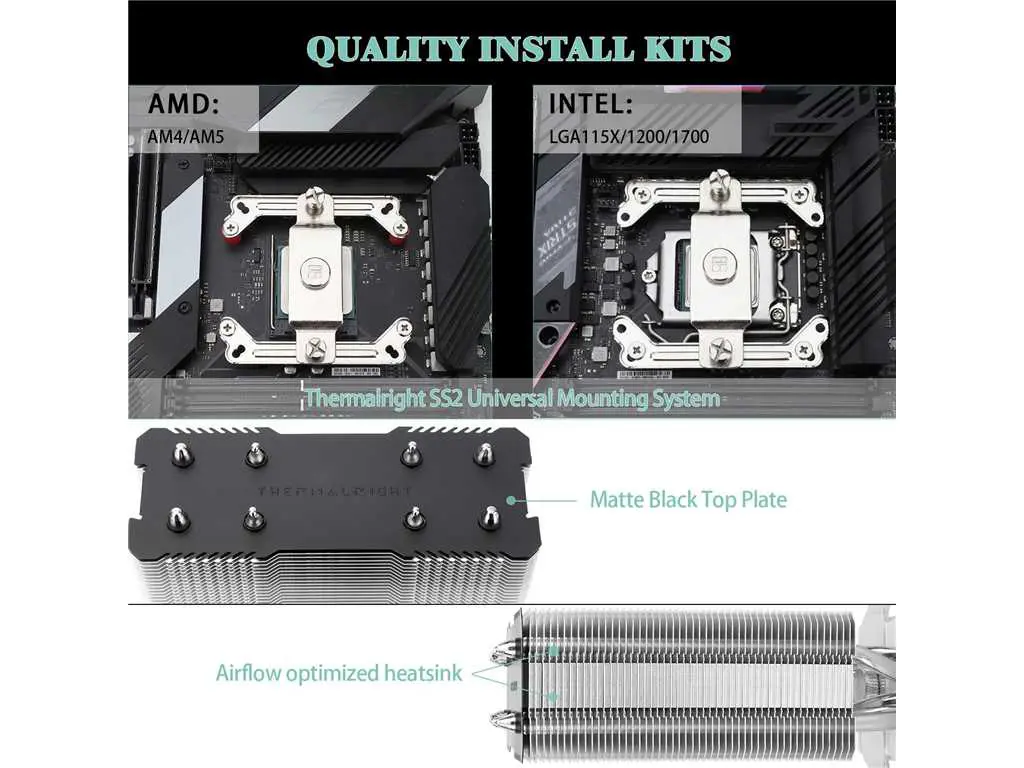 QUALITY INSTALL KITS
AMD:
AM4/AM5
INTEL:
LGA115X/1200/1700
STRIX
Thermalright SS2 Universal Mounting System
THERMALRIGHT
Matte Black Top Plate
Airflow optimized heatsink